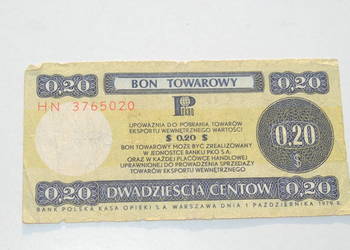 0,20 BON TOWAROWY 0,20
HN 3765020
PEKAO
UPOWAŻNIA DO POBRANIA TOWARÓW
EKSPORTU WEWNĘTRZNEGO WARTOŚCI
$ 0.20 $
BON TOWAROWY MOŻE BYĆ ZREALIZOWANY
W JEDNOSTCE BANKU PKO S.A.
ORAZ W KAŻDEJ PLACÓWCE HANDLOWEJ
UPRAWNIONEJ DO PROWADZENIA SPRZEDAŻY
TOWARÓW EKSPORTU WEWNĘTRZNEGO
0.20
$
0,20 DWADZIEŚCIA CENTÓW 0,20
BANK POLSKA KASA OPIEKI S.A. WARSZAWA DNIA 1 PAŹDZIERNIKA 1979 R.